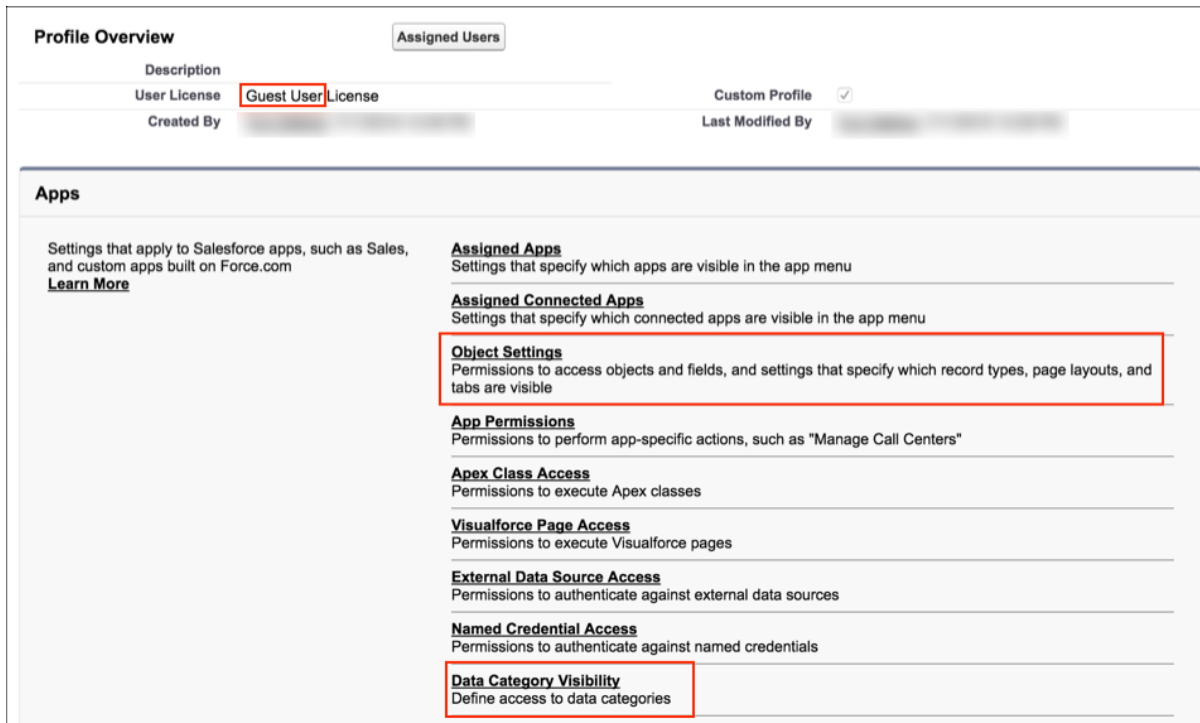 Profile Overview
Assigned Users
Description
User License Guest User License
Custom Profile
Created By
Last Modified By
Apps
Settings that apply to Salesforce apps, such as Sales,
and custom apps built on Force.com
Learn More
Assigned Apps
Settings that specify which apps are visible in the app menu
Assigned Connected Apps
Settings that specify which connected apps are visible in the app menu
Object Settings
Permissions to access objects and fields, and settings that specify which record types, page layouts, and
tabs are visible
App Permissions
Permissions to perform app-specific actions, such as "Manage Call Centers"
Apex Class Access
Permissions to execute Apex classes
Visualforce Page Access
Permissions to execute Visualforce pages
External Data Source Access
Permissions to authenticate against external data sources
Named Credential Access
Permissions to authenticate against named credentials
Data Category Visibility
Define access to data categories